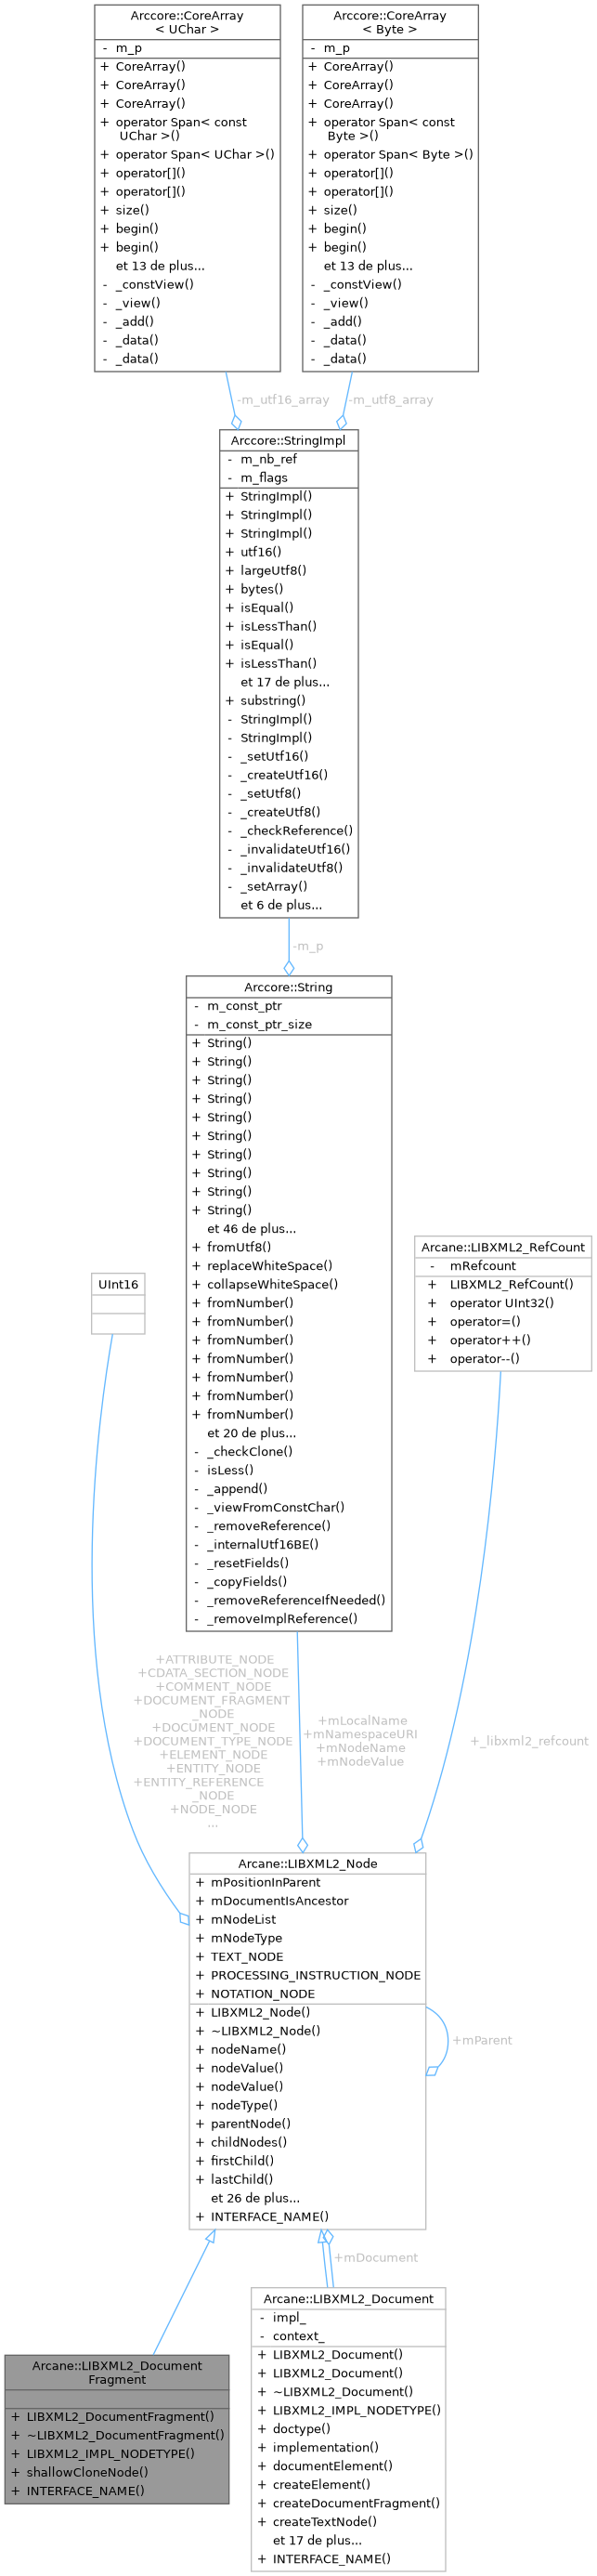 Arccore::CoreArray
< UChar >
- m_p
+ CoreArray()
+ CoreArray()
+ CoreArray()
+ operator Span< const
UChar >()
+ operator Span< UChar >()
+ operator[]()
+ operator[]()
+ size()
+ begin()
+ begin()
et 13 de plus...
- _constView()
- _view()
- _add()
- _data()
- _data()
Arccore::CoreArray
< Byte >
- m_p
+ CoreArray()
+ CoreArray()
+ CoreArray()
+ operator Span< const
Byte >()
+ operator Span< Byte >()
+ operator[]()
+ operator[]()
+ size()
+ begin()
+ begin()
et 13 de plus...
- _constView()
- _view()
- _add()
- _data()
- _data()
-m_utf16_array
-m_utf8_array
Arccore::StringImpl
- m_nb_ref
- m_flags
+ StringImpl()
+ StringImpl()
+ StringImpl()
+ utf16()
+ largeUtf8()
+ bytes()
+ isEqual()
+ isLessThan()
+ isEqual()
+ isLessThan()
et 17 de plus...
+ substring()
- StringImpl()
- StringImpl()
- _setUtf16()
- _createUtf16()
- _setUtf8()
- _createUtf8()
- _checkReference()
- _invalidateUtf16()
- _invalidateUtf8()
- _setArray()
et 6 de plus...
-m_p
Arccore::String
- m_const_ptr
- m_const_ptr_size
+ String()
+ String()
+ String()
+ String()
+ String()
+ String()
+ String()
+ String()
+ String()
+ String()
et 46 de plus...
+ fromUtf8()
+ replaceWhiteSpace()
+ collapseWhiteSpace()
+ fromNumber()
+ fromNumber()
+ fromNumber()
+ fromNumber()
+ fromNumber()
+ fromNumber()
+ fromNumber()
et 20 de plus...
- _checkClone()
- isLess()
- _append()
- _viewFromConstChar()
- _removeReference()
- _internalUtf16BE()
- _resetFields()
- _copyFields()
- _removeReferenceIfNeeded()
- _removeImplReference()
UInt16
Arcane::LIBXML2_RefCount
- mRefcount
+ LIBXML2_RefCount()
+ operator UInt32()
+ operator=()
+ operator++()
+ operator--()
+ATTRIBUTE_NODE
+CDATA_SECTION_NODE
+COMMENT_NODE
+DOCUMENT_FRAGMENT
_NODE
+DOCUMENT_NODE
+DOCUMENT_TYPE_NODE
+ELEMENT_NODE
+ENTITY_NODE
+ENTITY_REFERENCE
_NODE
+NODE_NODE
...
+mLocalName
+mNamespaceURI
+mNodeName
+mNodeValue
+_libxml2_refcount
Arcane::LIBXML2_Node
+ mPositionInParent
+ mDocumentIsAncestor
+ mNodeList
+ mNodeType
+ TEXT_NODE
+ PROCESSING_INSTRUCTION_NODE
+ NOTATION_NODE
+ LIBXML2_Node()
+ ~LIBXML2_Node()
+ nodeName()
+ nodeValue()
+ nodeValue()
+ nodeType()
+ parentNode()
+ childNodes()
+ firstChild()
+ lastChild()
et 26 de plus...
+ INTERFACE_NAME()
+mParent
+mDocument
Arcane::LIBXML2_Document
Fragment
+ LIBXML2_DocumentFragment()
+ ~LIBXML2_DocumentFragment()
+ LIBXML2_IMPL_NODETYPE()
+ shallowCloneNode()
+ INTERFACE_NAME()
Arcane::LIBXML2_Document
- impl_
- context_
+ LIBXML2_Document()
+ LIBXML2_Document()
+ ~LIBXML2_Document()
+ LIBXML2_IMPL_NODETYPE()
+ doctype()
+ implementation()
+ documentElement()
+ createElement()
+ createDocumentFragment()
+ createTextNode()
et 17 de plus...
+ INTERFACE_NAME()